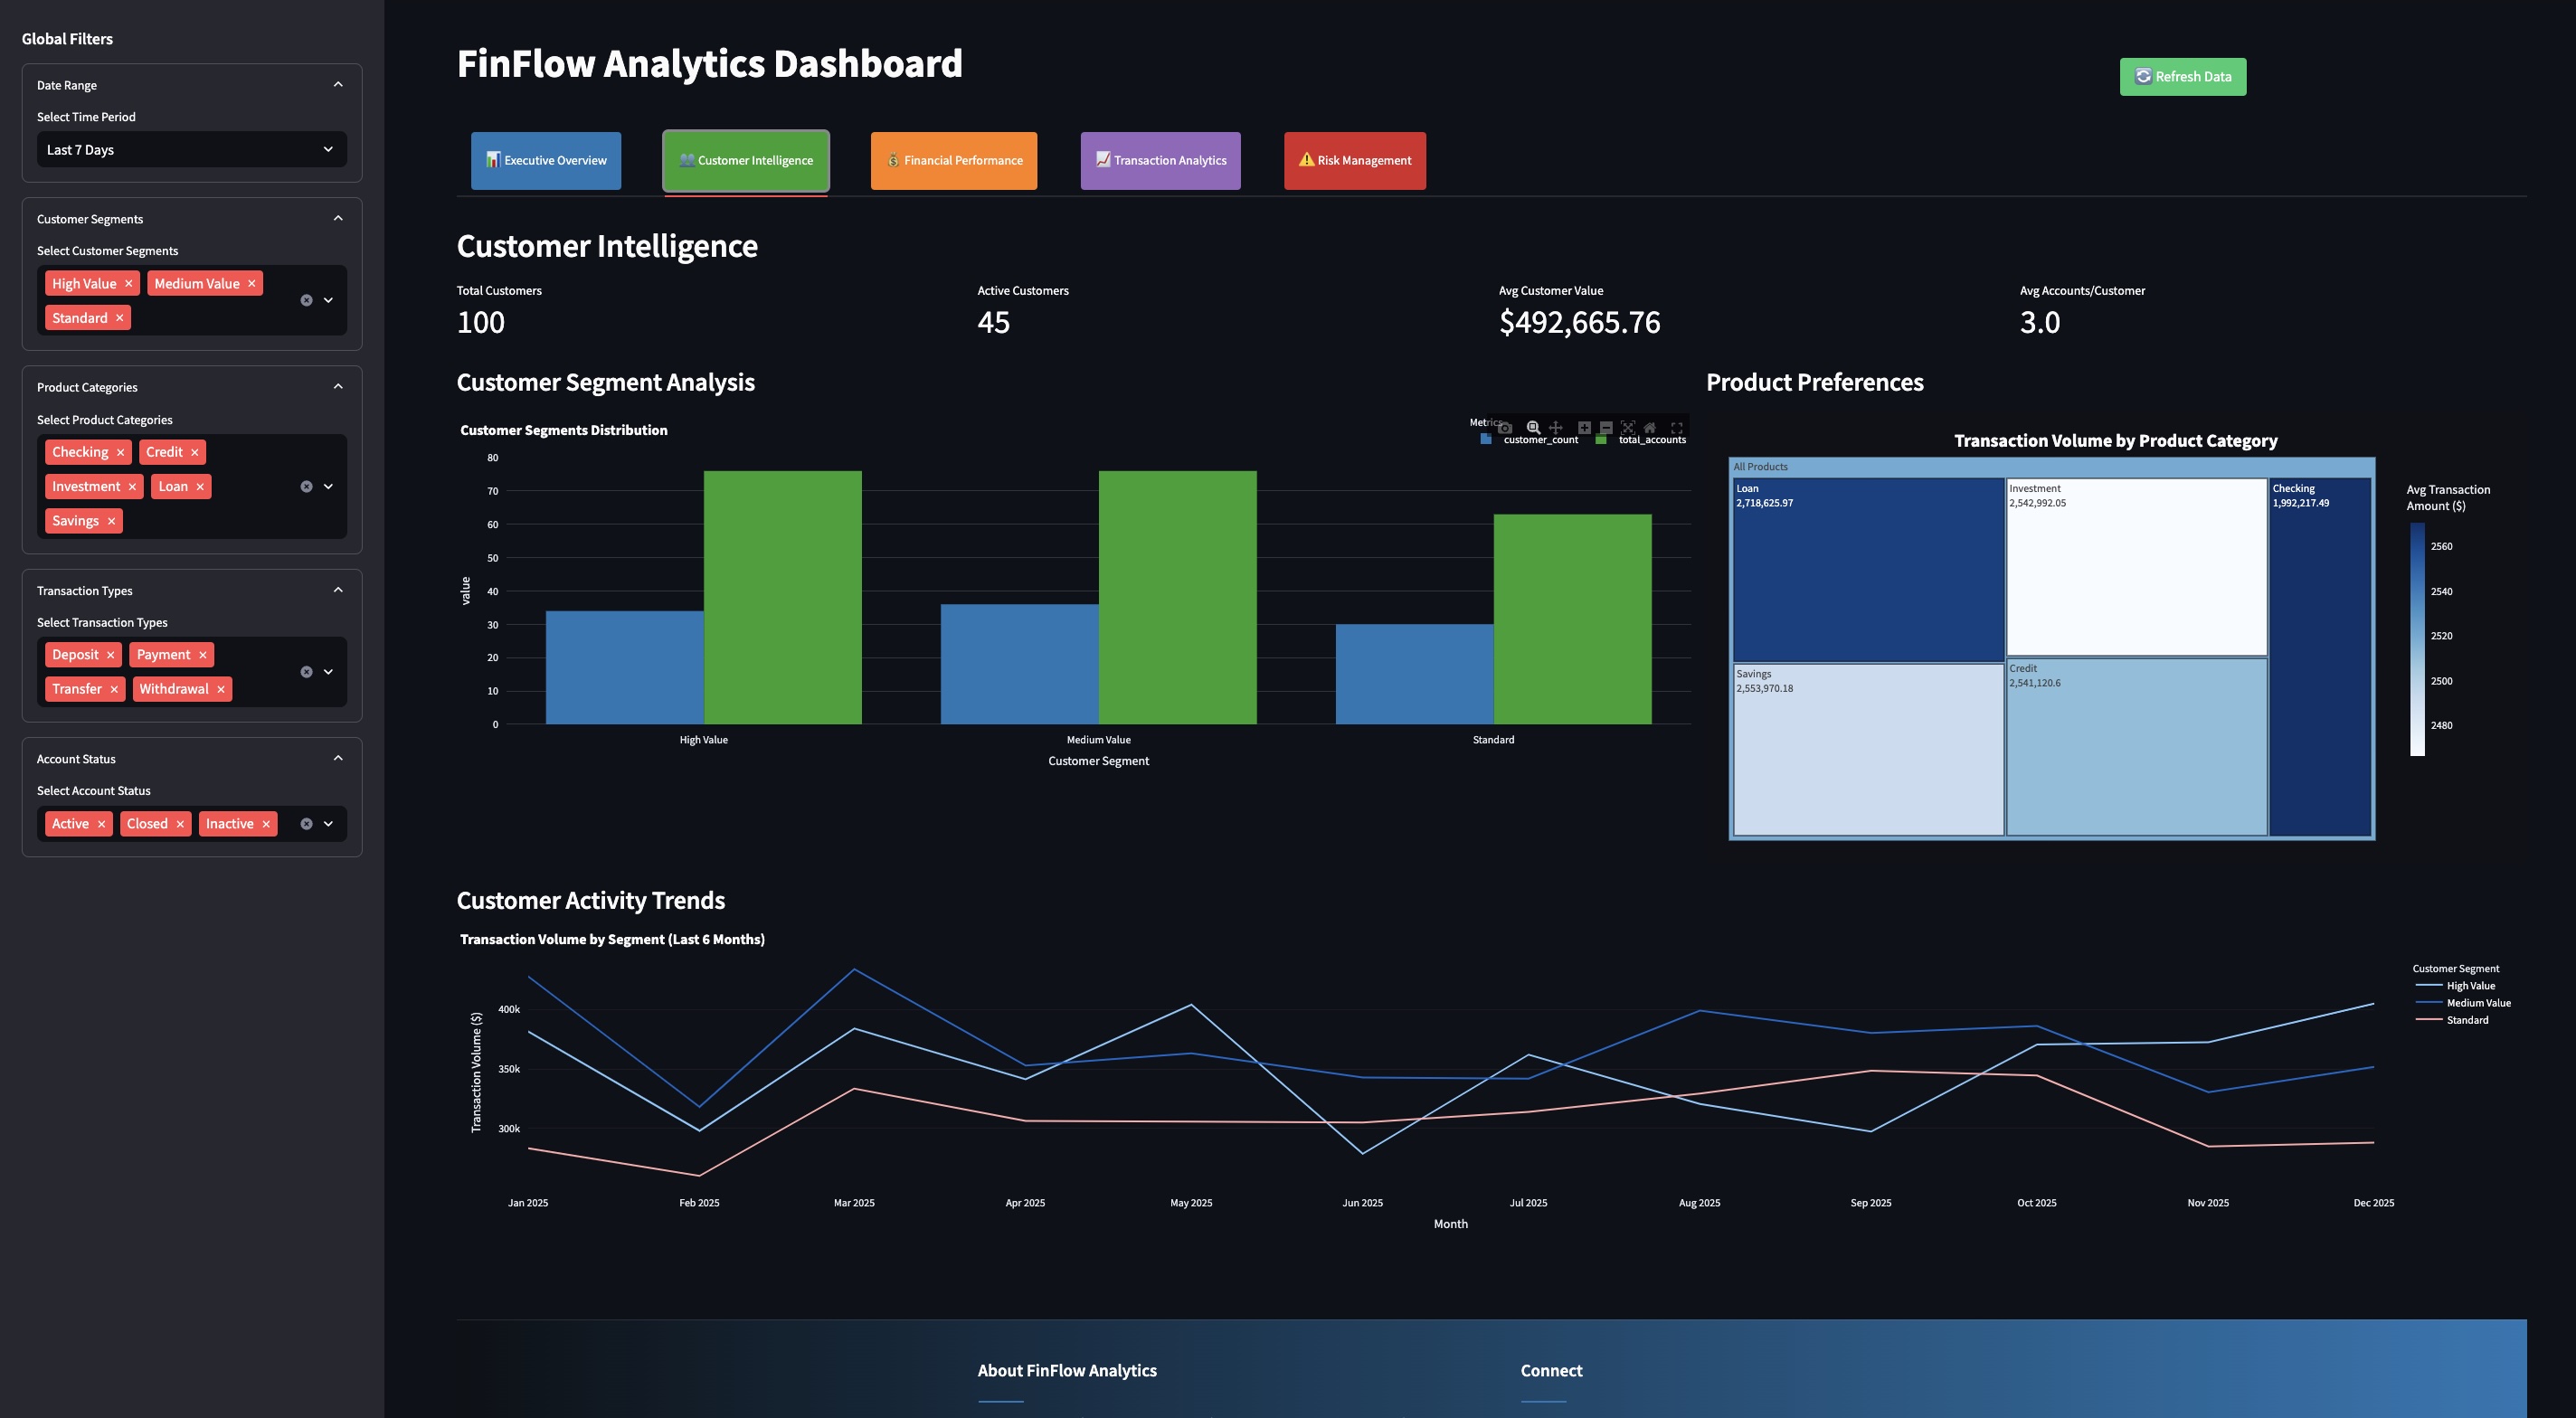 Global Filters
Date Range
Select Time Period
Last 7 Days
Customer Segments
Select Customer Segments
High Value × Medium Value ×
Standard ×
Product Categories
Select Product Categories
Checking × Credit ×
Investment × Loan ×
Savings ×
Transaction Types
Select Transaction Types
Deposit × Payment ×
Transfer × Withdrawal ×
Account Status
Select Account Status
Active × Closed × Inactive ×
FinFlow Analytics Dashboard
Refresh Data
Executive Overview
Customer Intelligence
Financial Performance
Transaction Analytics
Risk Management
Customer Intelligence
Total Customers
100
Active Customers
45
Avg Customer Value
$492,665.76
Avg Accounts/Customer
3.0
Customer Segment Analysis
Customer Segments Distribution
Metrics
customer_count
total_accounts
80
70
60
50
40
30
20
10
0
value
High Value
Medium Value
Standard
Customer Segment
Product Preferences
Transaction Volume by Product Category
All Products
Loan
2,718,625.97
Investment
2,542,992.05
Checking
1,992,217.49
Savings
2,553,970.18
Credit
2,541,120.6
Avg Transaction
Amount ($)
2560
2540
2520
2500
2480
Customer Activity Trends
Transaction Volume by Segment (Last 6 Months)
Transaction Volume ($)
400k
350k
300k
Jan 2025
Feb 2025
Mar 2025
Apr 2025
May 2025
Jun 2025
Jul 2025
Aug 2025
Sep 2025
Oct 2025
Nov 2025
Dec 2025
Month
Customer Segment
High Value
Medium Value
Standard
About FinFlow Analytics
Connect